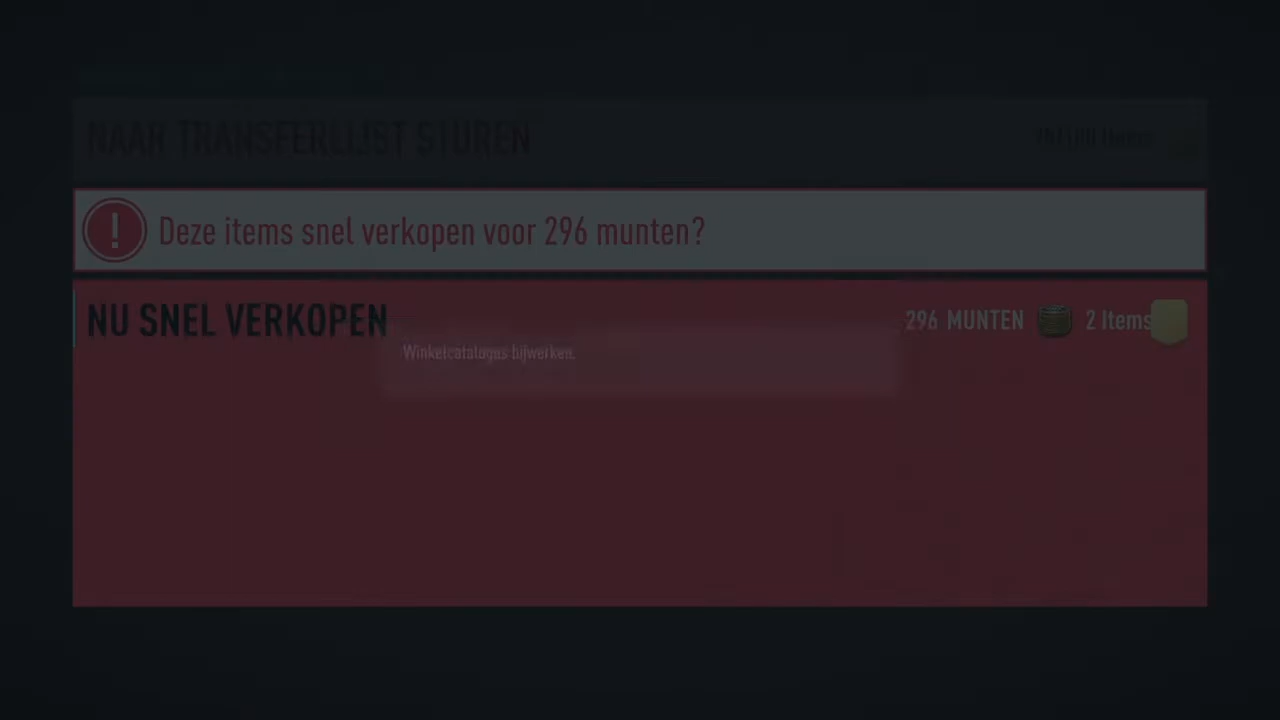 NAAR TRANSFERLIJST STUREN
Deze items snel verkopen voor 296 munten?
NU SNEL VERKOPEN
296 MUNTEN 2 Items
Winkelcatalogus bijwerken.